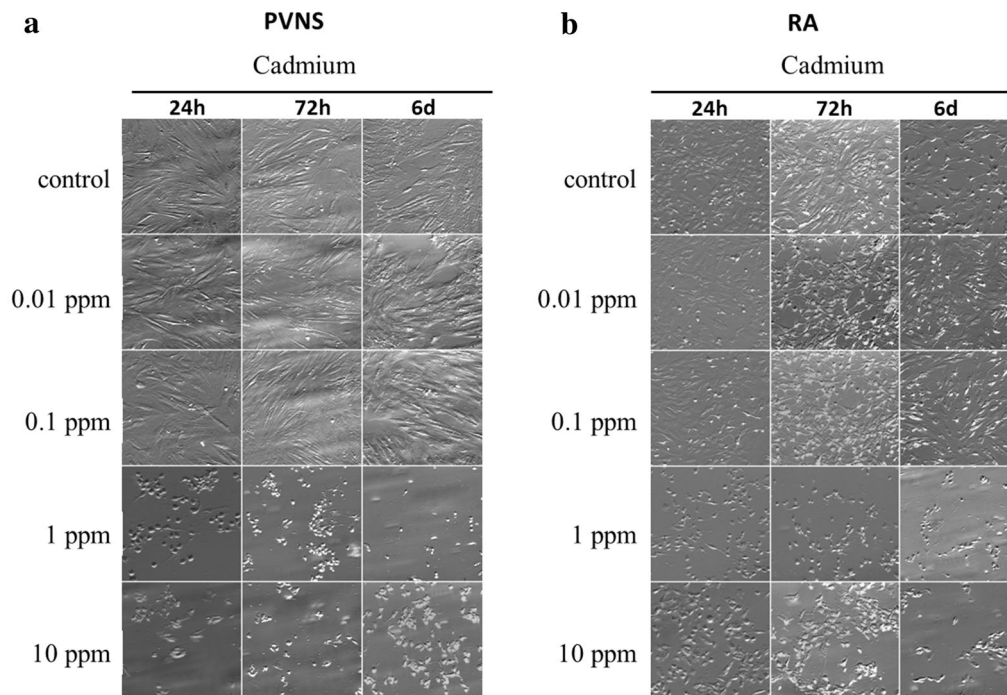 a PVNS
Cadmium
24h 72h 6d
control
0.01 ppm
0.1 ppm
1 ppm
10 ppm
b RA
Cadmium
24h 72h 6d
control
0.01 ppm
0.1 ppm
1 ppm
10 ppm